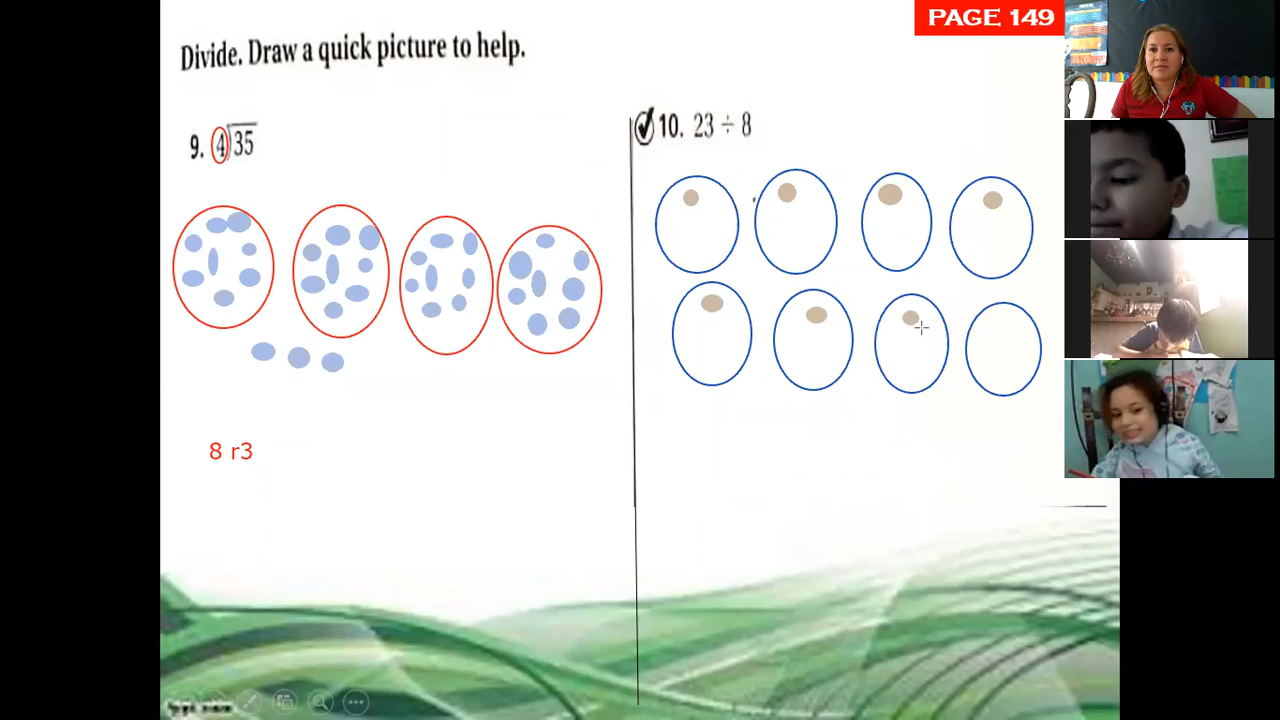 PAGE 149
Divide. Draw a quick picture to help.
9. 4)35
10. 23 ÷ 8
8 r3